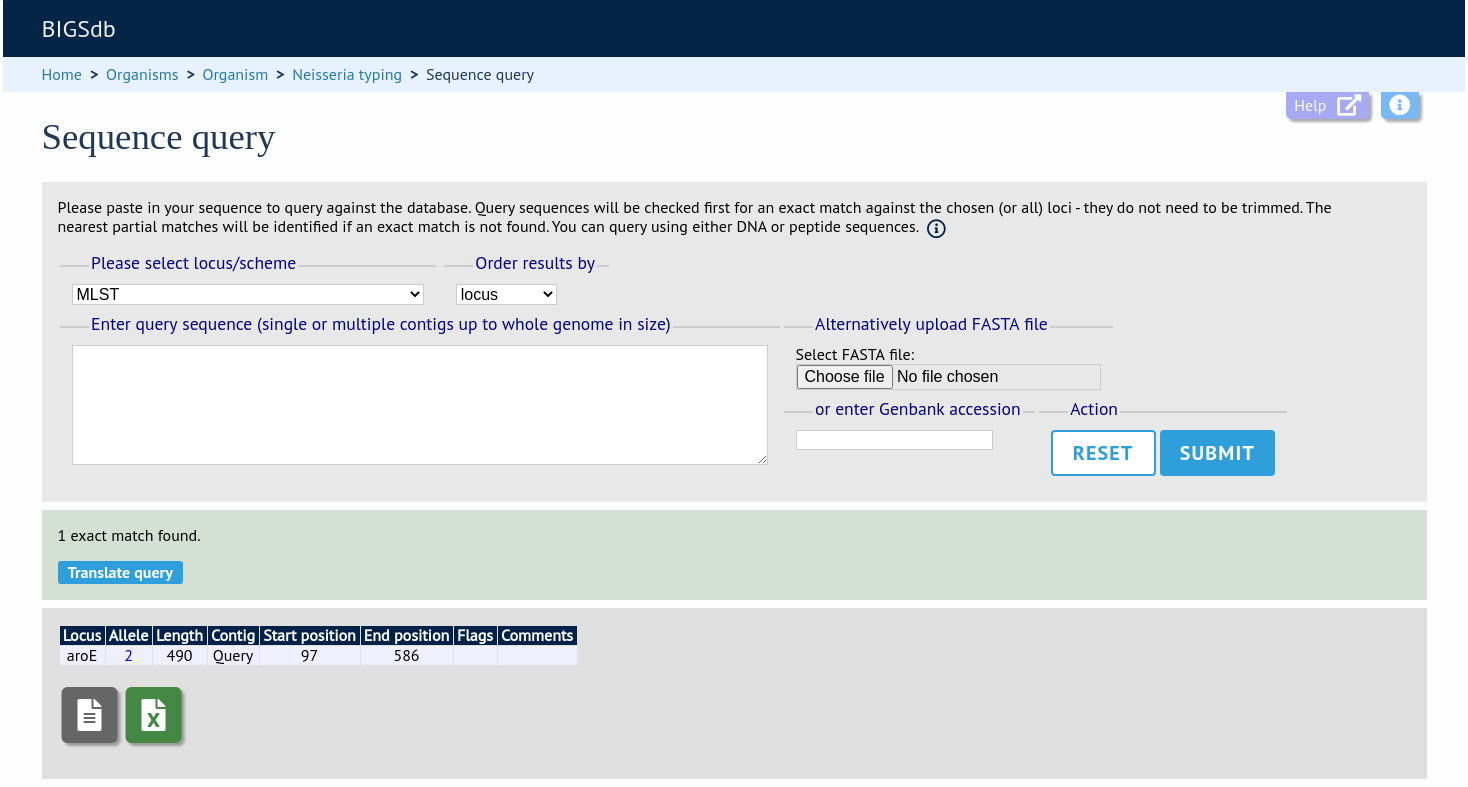 BIGSdb
Home > Organisms > Organism > Neisseria typing > Sequence query
Help
Sequence query
Please paste in your sequence to query against the database. Query sequences will be checked first for an exact match against the chosen (or all) loci - they do not need to be trimmed. The
nearest partial matches will be identified if an exact match is not found. You can query using either DNA or peptide sequences.
Please select locus/scheme Order results by
MLST locus
Enter query sequence (single or multiple contigs up to whole genome in size) Alternatively upload FASTA file
Select FASTA file:
Choose file No file chosen
or enter Genbank accession Action
RESET SUBMIT
1 exact match found.
Translate query
Locus Allele Length Contig Start position End position Flags Comments
aroE 2 490 Query 97 586